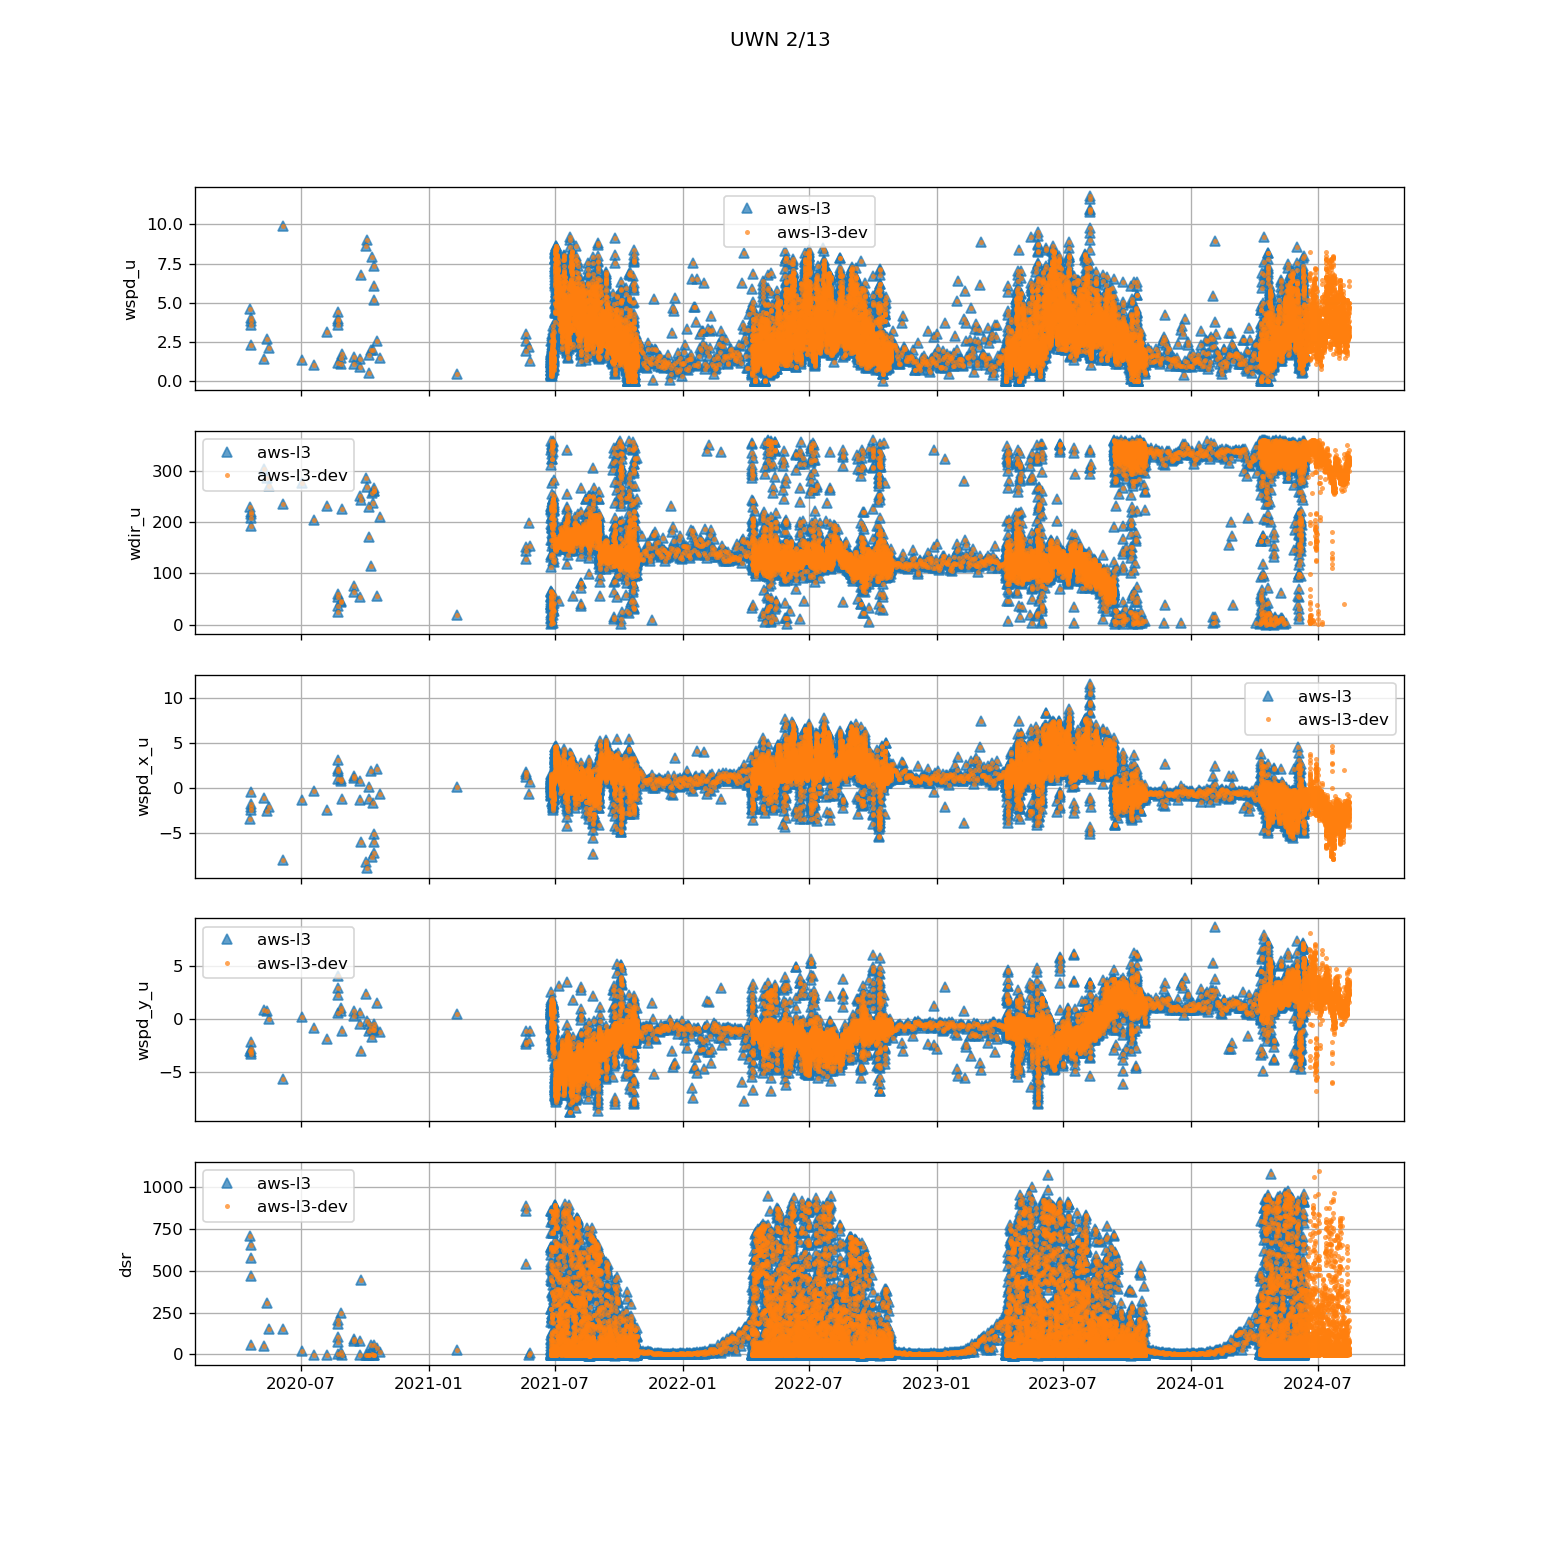 UWN 2/13
wspd_u
10.0
7.5
5.0
2.5
0.0
aws-l3
aws-l3-dev
wdir_u
300
200
100
0
aws-l3
aws-l3-dev
wspd_x_u
10
5
0
−5
aws-l3
aws-l3-dev
wspd_y_u
5
0
−5
aws-l3
aws-l3-dev
dsr
1000
750
500
250
0
aws-l3
aws-l3-dev
2020-07
2021-01
2021-07
2022-01
2022-07
2023-01
2023-07
2024-01
2024-07